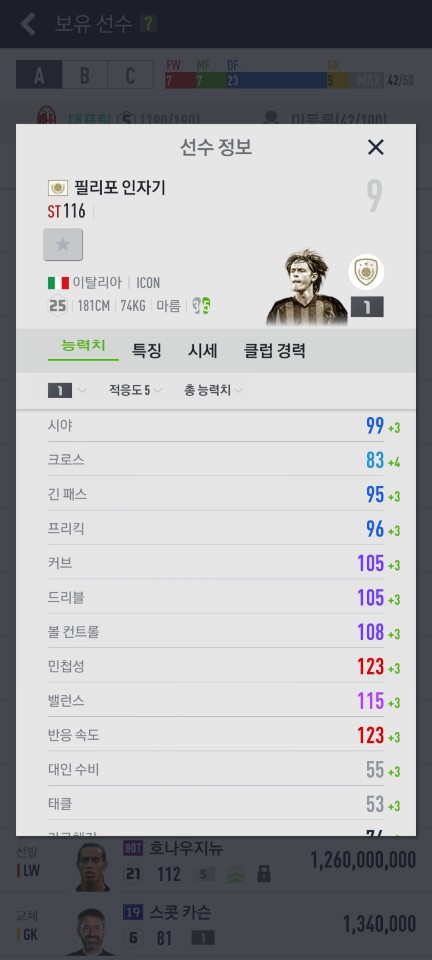 보유 선수 ?
A B C FW MF DF GK
7 7 23 5 MAX 42/50
대표팀 S (190/190) 미등록(42/100)
선수 정보
필리포 인자기 9
ST 116
이탈리아 | ICON
25 | 181CM | 74KG | 마름 | 3 5 1
능력치 특징 시세 클럽 경력
1 적응도 5 총 능력치
시야 99 +3
크로스 83 +4
긴 패스 95 +3
프리킥 96 +3
커브 105 +3
드리블 105 +3
볼 컨트롤 108 +3
민첩성 123 +3
밸런스 115 +3
반응 속도 123 +3
대인 수비 55 +3
태클 53 +3
선발 HOT 호나우지뉴 1,260,000,000
LW 21 112 5
교체 19 스콧 카슨 1,340,000
GK 6 81 1